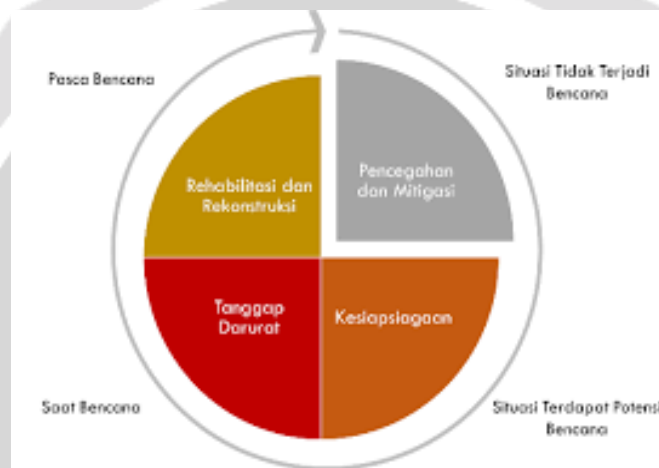 Pasca Bencana
Situasi Tidak Terjadi
Bencana
Rehabilitasi dan
Rekonstruksi
Pencegahan
dan Mitigasi
Tanggap
Darurat
Kesiapsiagaan
Saat Bencana
Situasi Terdapat Potensi
Bencana